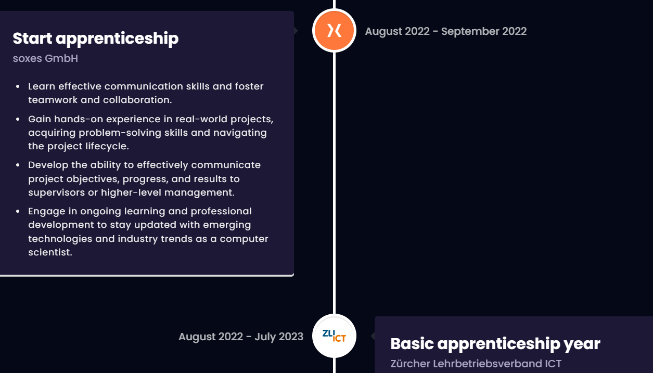 Start apprenticeship
soxes GmbH
• Learn effective communication skills and foster
teamwork and collaboration.
• Gain hands-on experience in real-world projects,
acquiring problem-solving skills and navigating
the project lifecycle.
• Develop the ability to effectively communicate
project objectives, progress, and results to
supervisors or higher-level management.
• Engage in ongoing learning and professional
development to stay updated with emerging
technologies and industry trends as a computer
scientist.
August 2022 - September 2022
August 2022 - July 2023
ZLI
ICT
Basic apprenticeship year
Zürcher Lehrbetriebsverband ICT